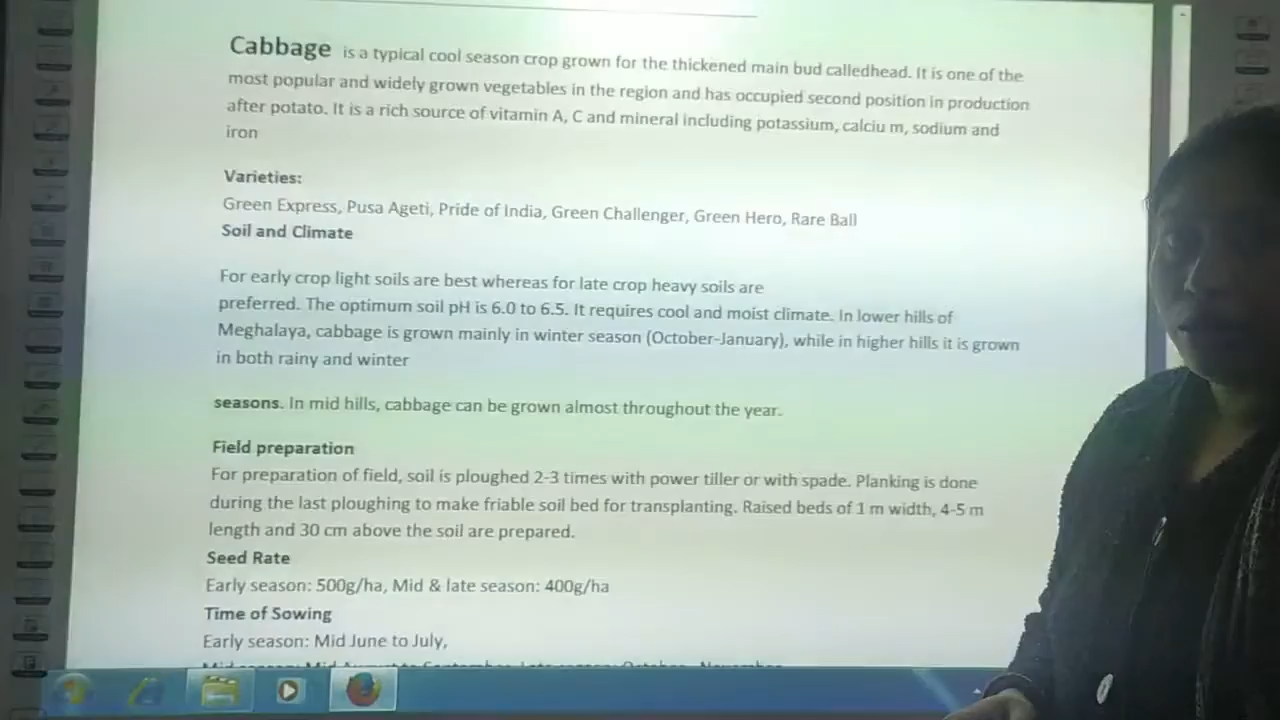 Cabbage is a typical cool season crop grown for the thickened main bud calledhead. It is one of the
most popular and widely grown vegetables in the region and has occupied second position in production
after potato. It is a rich source of vitamin A, C and mineral including potassium, calciu m, sodium and
iron
Varieties:
Green Express, Pusa Ageti, Pride of India, Green Challenger, Green Hero, Rare Ball
Soil and Climate
For early crop light soils are best whereas for late crop heavy soils are
preferred. The optimum soil pH is 6.0 to 6.5. It requires cool and moist climate. In lower hills of
Meghalaya, cabbage is grown mainly in winter season (October-January), while in higher hills it is grown
in both rainy and winter
seasons. In mid hills, cabbage can be grown almost throughout the year.
Field preparation
For preparation of field, soil is ploughed 2-3 times with power tiller or with spade. Planking is done
during the last ploughing to make friable soil bed for transplanting. Raised beds of 1 m width, 4-5 m
length and 30 cm above the soil are prepared.
Seed Rate
Early season: 500g/ha, Mid & late season: 400g/ha
Time of Sowing
Early season: Mid June to July,